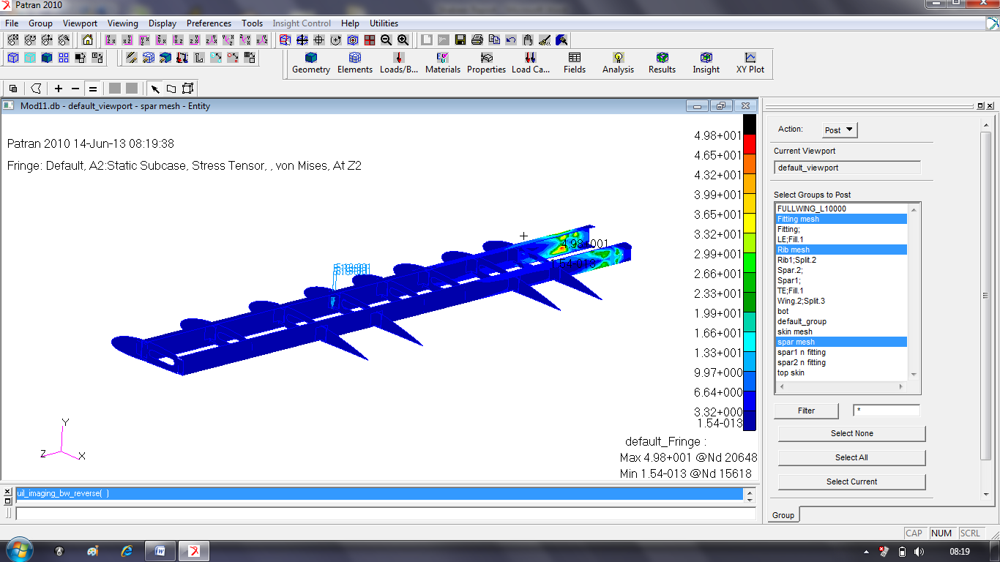 Patran 2010
File Group Viewport Viewing Display Preferences Tools Insight Control Help Utilities
Geometry Elements Loads/B... Materials Properties Load Ca... Fields Analysis Results Insight XY Plot
Mod11.db - default_viewport - spar mesh - Entity
Patran 2010 14-Jun-13 08:19:38
Fringe: Default, A2:Static Subcase, Stress Tensor, , von Mises, At Z2
4.98+001
4.65+001
4.32+001
3.99+001
3.65+001
3.32+001
2.99+001
2.66+001
2.33+001
1.99+001
1.66+001
1.33+001
9.97+000
6.64+000
3.32+000
1.54-013
4.98+001
default_Fringe :
Max 4.98+001 @Nd 20648
Min 1.54-013 @Nd 15618
Y
Z
X
Action:
Post
Current Viewport
default_viewport
Select Groups to Post
FULLWING_L10000
Fitting mesh
Fitting;
LE;Fill.1
Rib mesh
Rib1;Split.2
Spar.2;
Spar1;
TE;Fill.1
Wing.2;Split.3
bot
default_group
skin mesh
spar mesh
spar1 n fitting
spar2 n fitting
top skin
Filter
*
Select None
Select All
Select Current
Group
uil_imaging_bw_reverse( )
CAP NUM SCRL
08:19